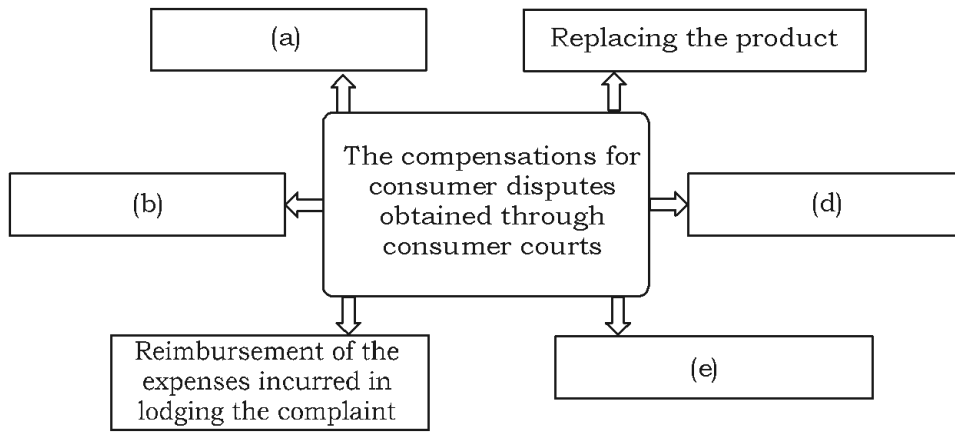 (a)
Replacing the product
The compensations for
consumer disputes
obtained through
consumer courts
(b)
(d)
Reimbursement of the
expenses incurred in
lodging the complaint
(e)